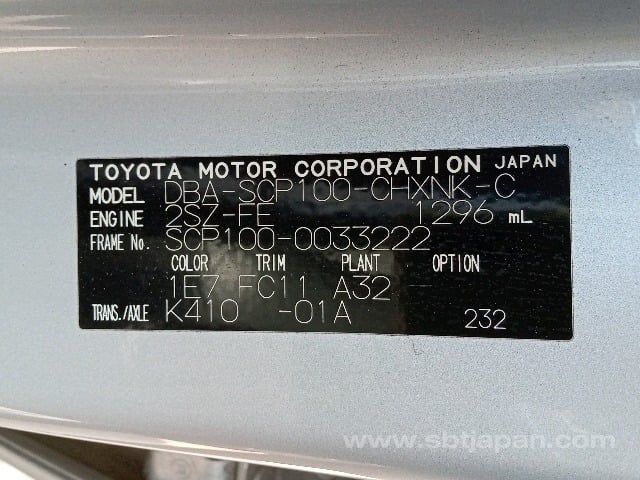 TOYOTA MOTOR CORPORATION JAPAN
MODEL DBA-SCP100-CHXNK-C
ENGINE 2SZ-FE 1296 mL
FRAME No. SCP100-0033222
COLOR TRIM PLANT OPTION
1E7 FC11 A32
TRANS./AXLE K410 -01A 232
www.sbtjapan.com